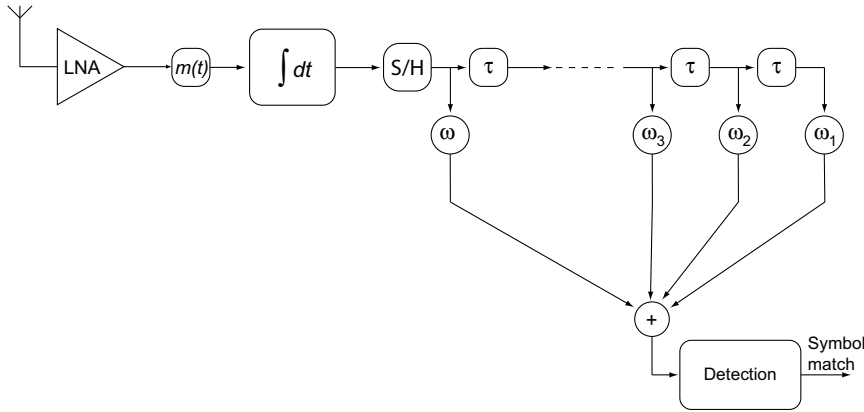 LNA
m(t)
∫ dt
S/H
τ
τ
τ
ω
ω3
ω2
ω1
+
Detection
Symbol
match